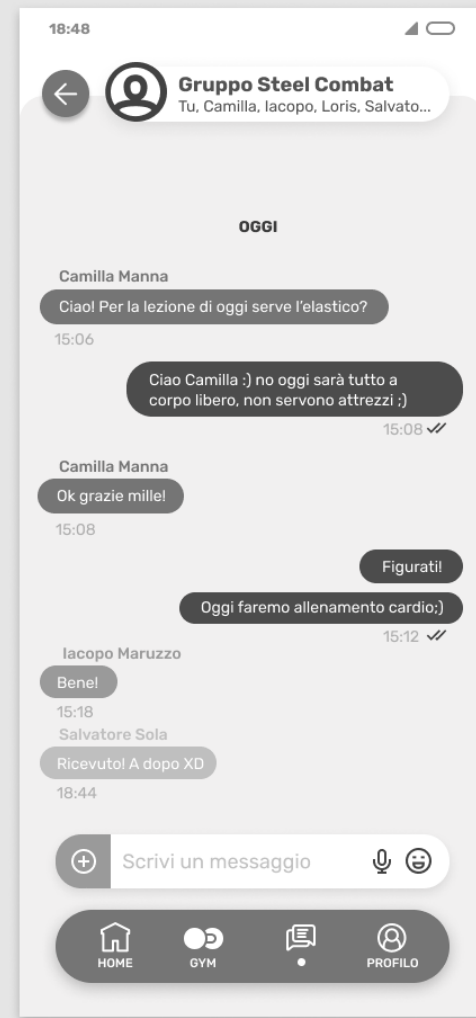 18:48
Gruppo Steel Combat
Tu, Camilla, Iacopo, Loris, Salvato...
OGGI
Camilla Manna
Ciao! Per la lezione di oggi serve l'elastico?
15:06
Ciao Camilla :) no oggi sarà tutto a
corpo libero, non servono attrezzi ;)
15:08
Camilla Manna
Ok grazie mille!
15:08
Figurati!
Oggi faremo allenamento cardio;)
15:12
Iacopo Maruzzo
Bene!
15:18
Salvatore Sola
Ricevuto! A dopo XD
18:44
Scrivi un messaggio
HOME GYM PROFILO